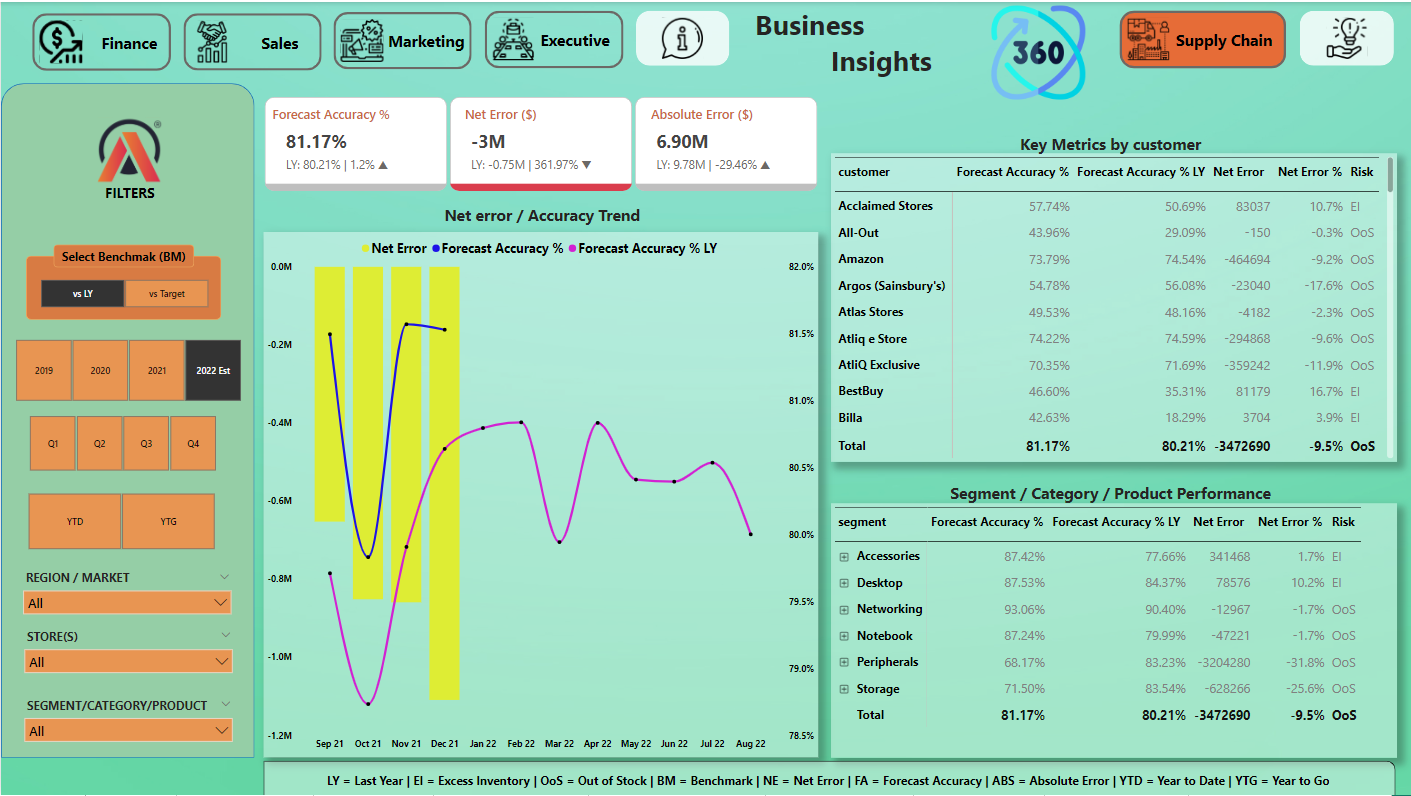 Finance
Sales
Marketing
Executive
Business
Insights
360
Supply Chain
®
FILTERS
Select Benchmak (BM)
vs LY
vs Target
2019
2020
2021
2022 Est
Q1
Q2
Q3
Q4
YTD
YTG
REGION / MARKET
All
STORE(S)
All
SEGMENT/CATEGORY/PRODUCT
All
Forecast Accuracy %
81.17%
LY: 80.21% | 1.2% ▲
Net Error ($)
-3M
LY: -0.75M | 361.97% ▼
Absolute Error ($)
6.90M
LY: 9.78M | -29.46% ▲
Net error / Accuracy Trend
Net Error Forecast Accuracy % Forecast Accuracy % LY
0.0M
-0.2M
-0.4M
-0.6M
-0.8M
-1.0M
-1.2M
82.0%
81.5%
81.0%
80.5%
80.0%
79.5%
79.0%
78.5%
Sep 21 Oct 21 Nov 21 Dec 21 Jan 22 Feb 22 Mar 22 Apr 22 May 22 Jun 22 Jul 22 Aug 22
Key Metrics by customer
customer Forecast Accuracy % Forecast Accuracy % LY Net Error Net Error % Risk
Acclaimed Stores 57.74% 50.69% 83037 10.7% EI
All-Out 43.96% 29.09% -150 -0.3% OoS
Amazon 73.79% 74.54% -464694 -9.2% OoS
Argos (Sainsbury's) 54.78% 56.08% -23040 -17.6% OoS
Atlas Stores 49.53% 48.16% -4182 -2.3% OoS
Atliq e Store 74.22% 74.59% -294868 -9.6% OoS
AtliQ Exclusive 70.35% 71.69% -359242 -11.9% OoS
BestBuy 46.60% 35.31% 81179 16.7% EI
Billa 42.63% 18.29% 3704 3.9% EI
Total 81.17% 80.21% -3472690 -9.5% OoS
Segment / Category / Product Performance
segment Forecast Accuracy % Forecast Accuracy % LY Net Error Net Error % Risk
Accessories 87.42% 77.66% 341468 1.7% EI
Desktop 87.53% 84.37% 78576 10.2% EI
Networking 93.06% 90.40% -12967 -1.7% OoS
Notebook 87.24% 79.99% -47221 -1.7% OoS
Peripherals 68.17% 83.23% -3204280 -31.8% OoS
Storage 71.50% 83.54% -628266 -25.6% OoS
Total 81.17% 80.21% -3472690 -9.5% OoS
LY = Last Year | EI = Excess Inventory | OoS = Out of Stock | BM = Benchmark | NE = Net Error | FA = Forecast Accuracy | ABS = Absolute Error | YTD = Year to Date | YTG = Year to Go